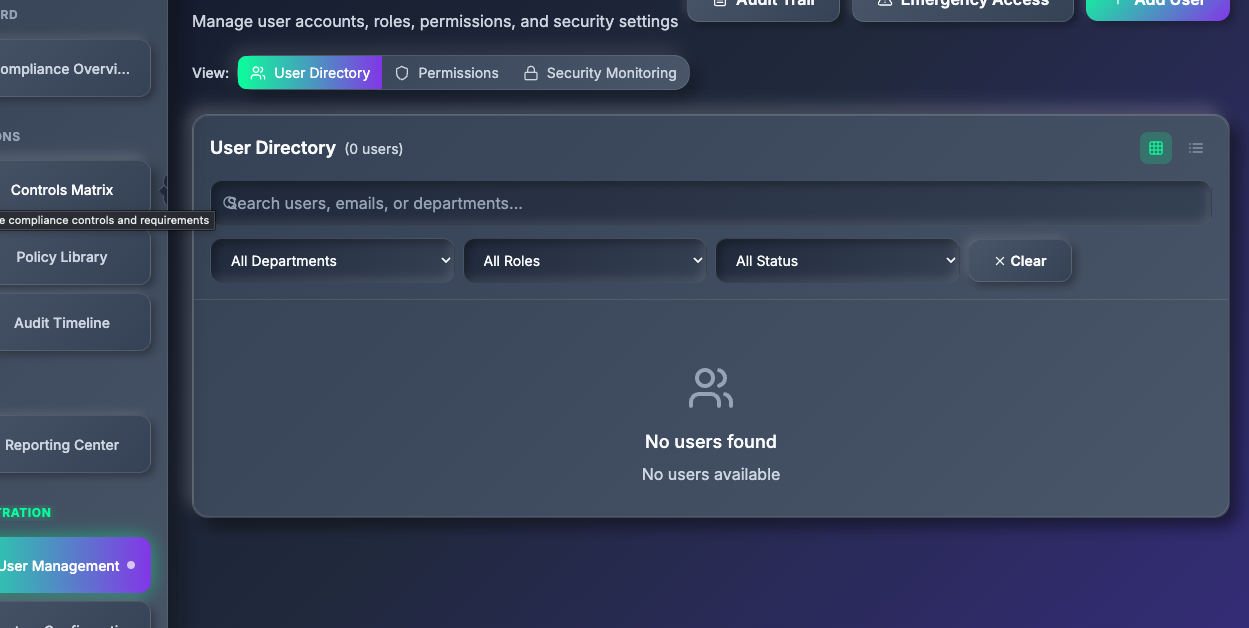 RD
ompliance Overvi...
ONS
Controls Matrix
e compliance controls and requirements
Policy Library
Audit Timeline
Reporting Center
TRATION
User Management
Manage user accounts, roles, permissions, and security settings
Audit Trail
Emergency Access
+ Add User
View:
User Directory
Permissions
Security Monitoring
User Directory (0 users)
Search users, emails, or departments...
All Departments
All Roles
All Status
× Clear
No users found
No users available